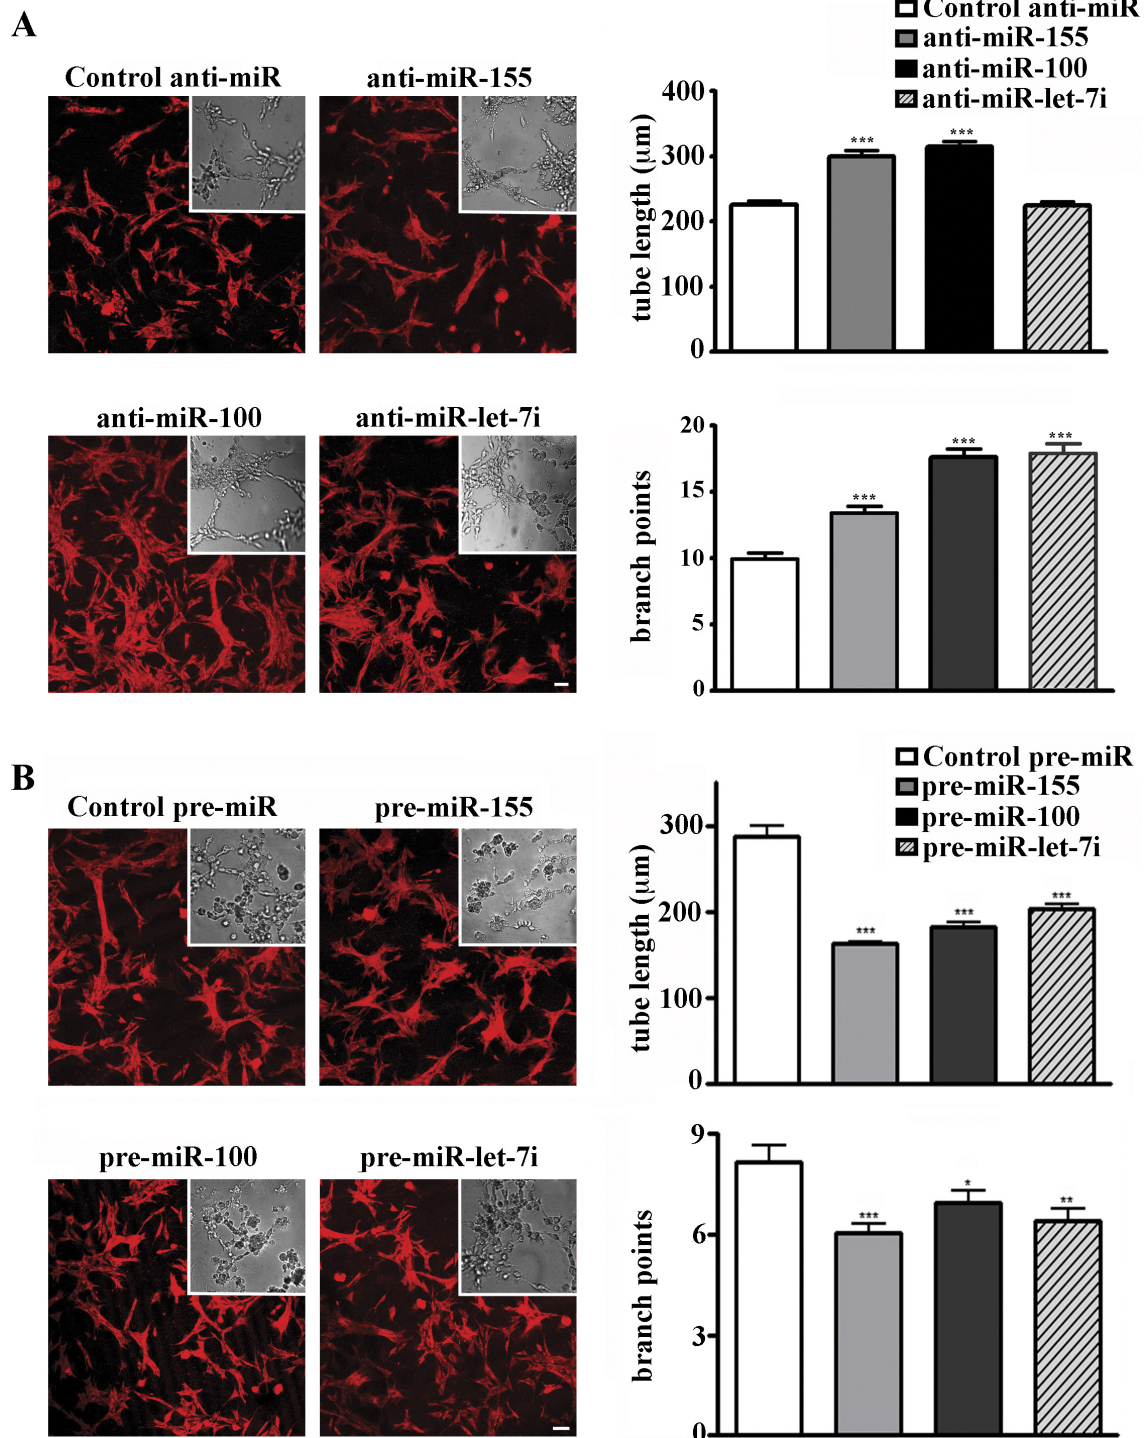 A
Control anti-miR
anti-miR-155
anti-miR-100
anti-miR-let-7i
Control anti-miR
anti-miR-155
400
300
200
100
0
tube length (µm)
***
***
anti-miR-100
anti-miR-let-7i
20
15
10
5
0
branch points
***
***
***
B
Control pre-miR
pre-miR-155
pre-miR-100
pre-miR-let-7i
Control pre-miR
pre-miR-155
300
200
100
0
tube length (µm)
***
***
***
pre-miR-100
pre-miR-let-7i
9
6
3
0
branch points
***
*
**